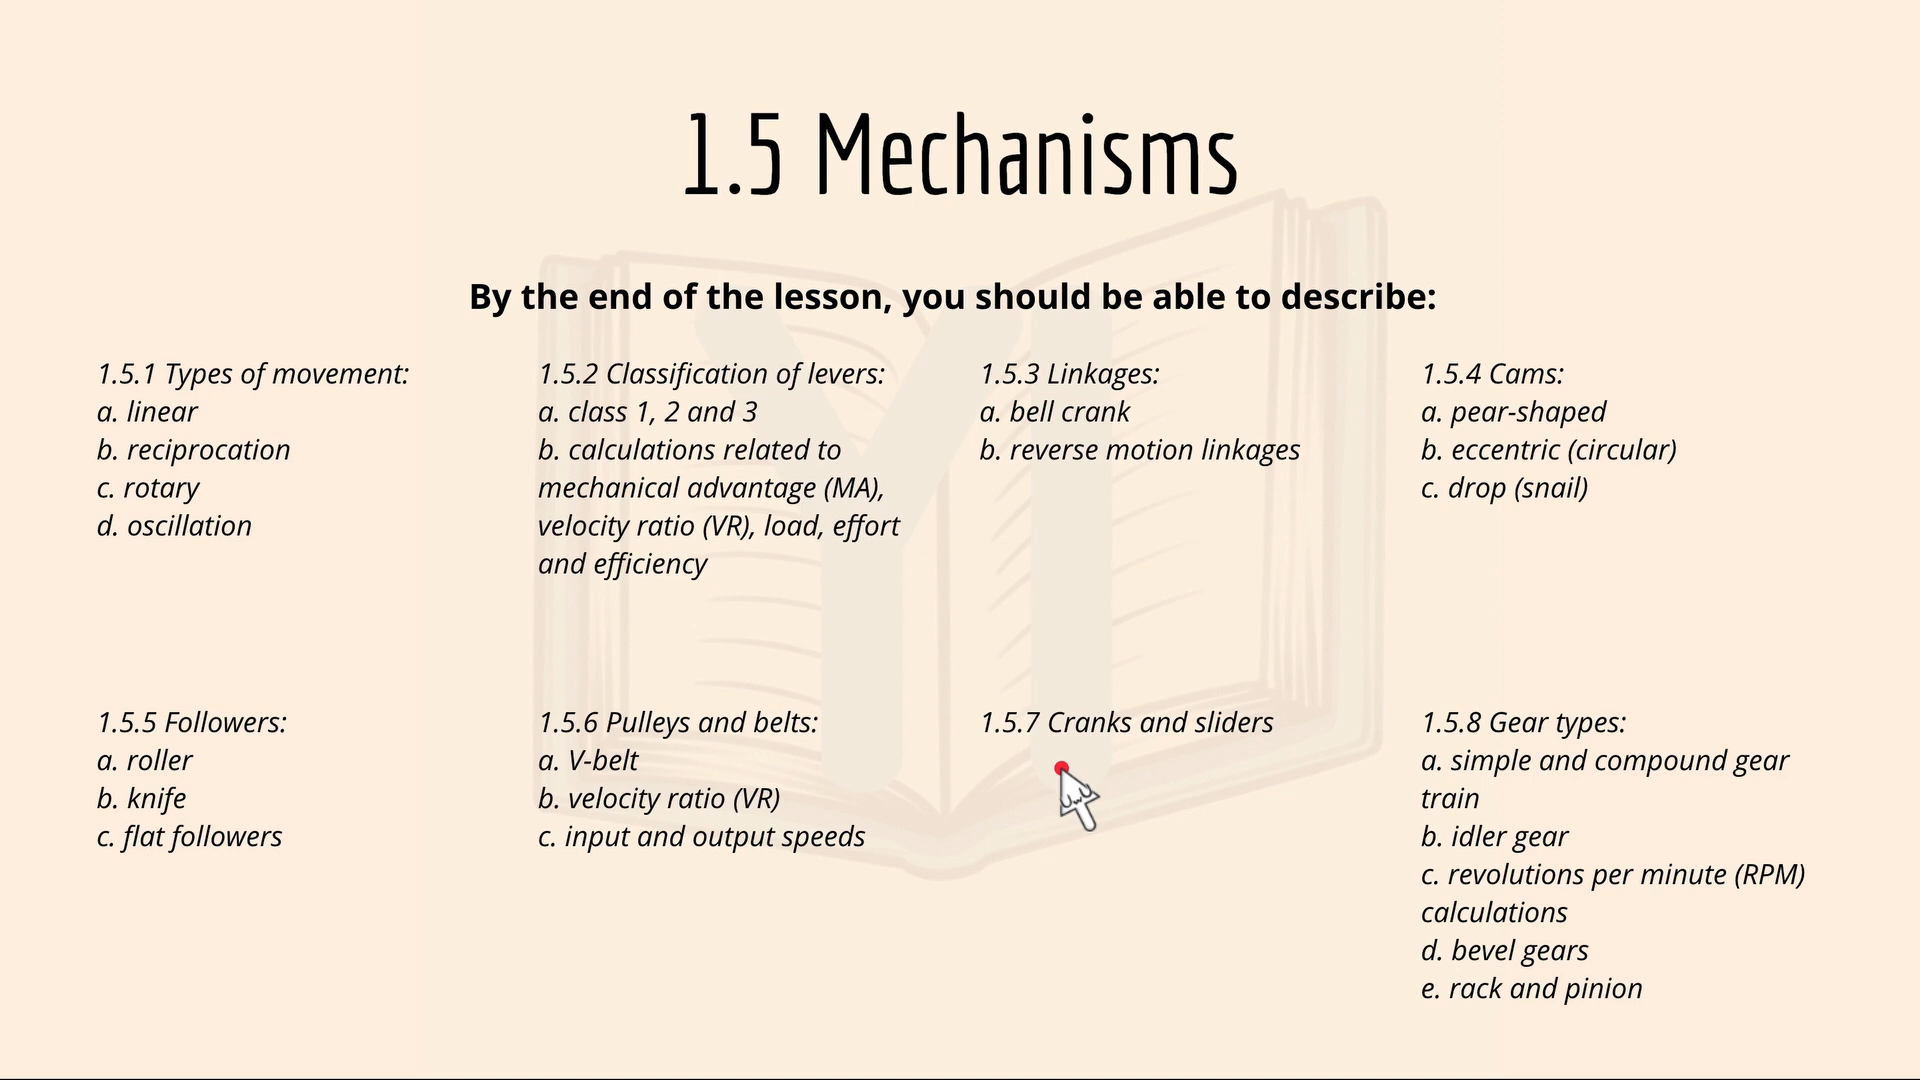 1.5 Mechanisms
By the end of the lesson, you should be able to describe:
1.5.1 Types of movement:
a. linear
b. reciprocation
c. rotary
d. oscillation
1.5.2 Classification of levers:
a. class 1, 2 and 3
b. calculations related to
mechanical advantage (MA),
velocity ratio (VR), load, effort
and efficiency
1.5.3 Linkages:
a. bell crank
b. reverse motion linkages
1.5.4 Cams:
a. pear-shaped
b. eccentric (circular)
c. drop (snail)
1.5.5 Followers:
a. roller
b. knife
c. flat followers
1.5.6 Pulleys and belts:
a. V-belt
b. velocity ratio (VR)
c. input and output speeds
1.5.7 Cranks and sliders
1.5.8 Gear types:
a. simple and compound gear
train
b. idler gear
c. revolutions per minute (RPM)
calculations
d. bevel gears
e. rack and pinion
YI